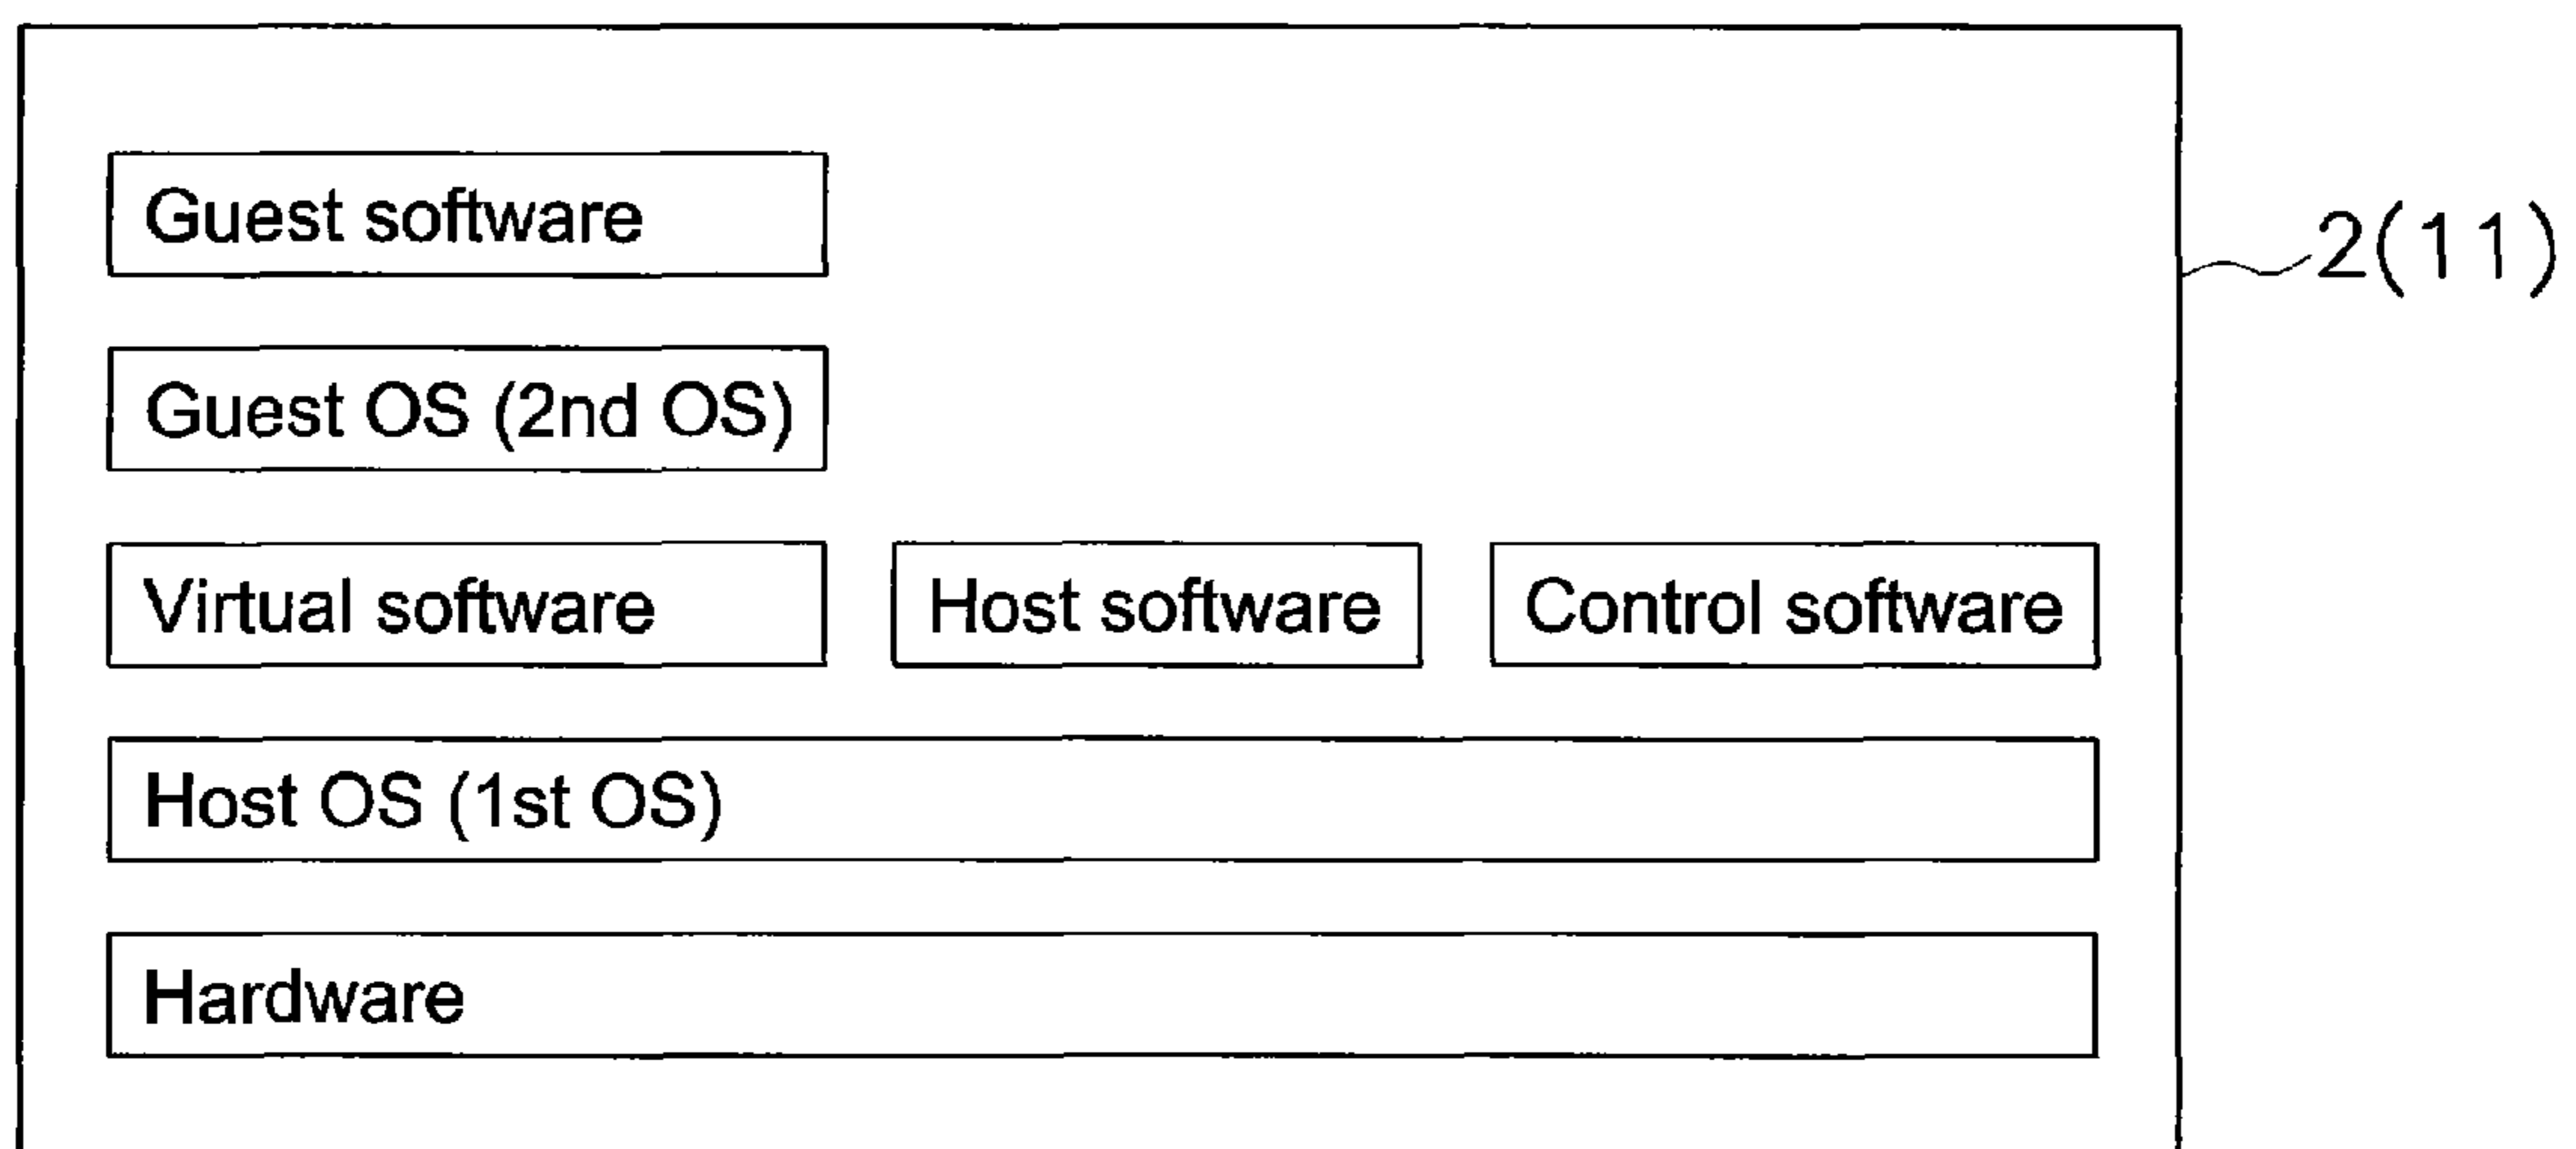 Guest software
2(11)
Guest OS (2nd OS)
Virtual software
Host software
Control software
Host OS (1st OS)
Hardware